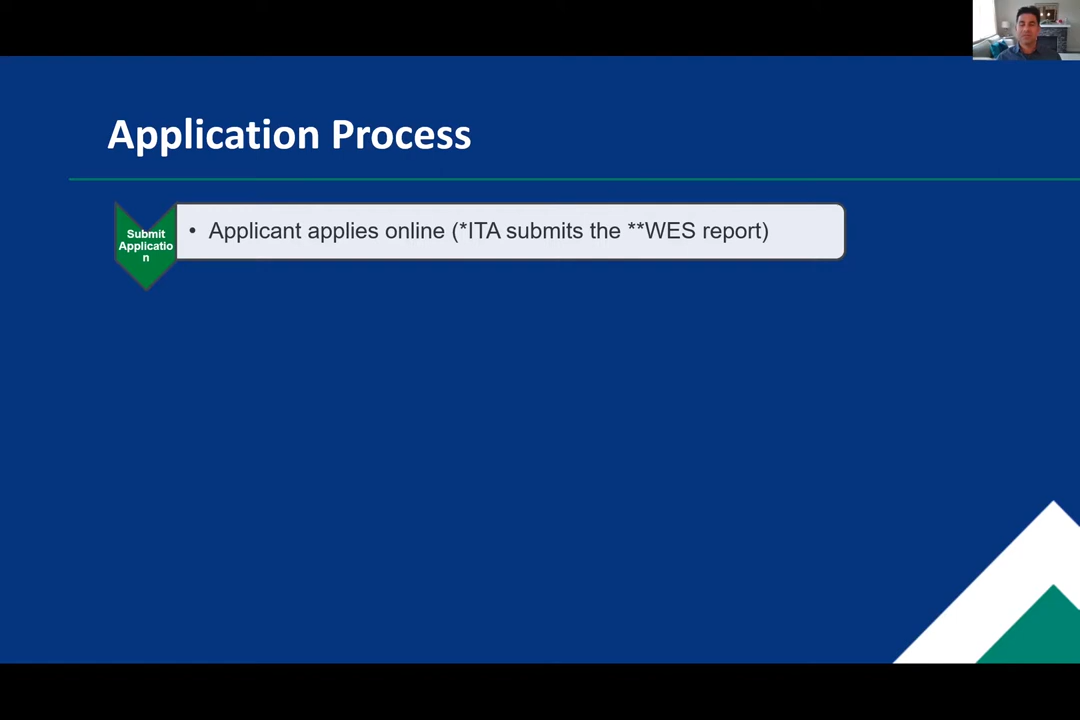 Application Process
Submit
Applicatio
n
• Applicant applies online (*ITA submits the **WES report)